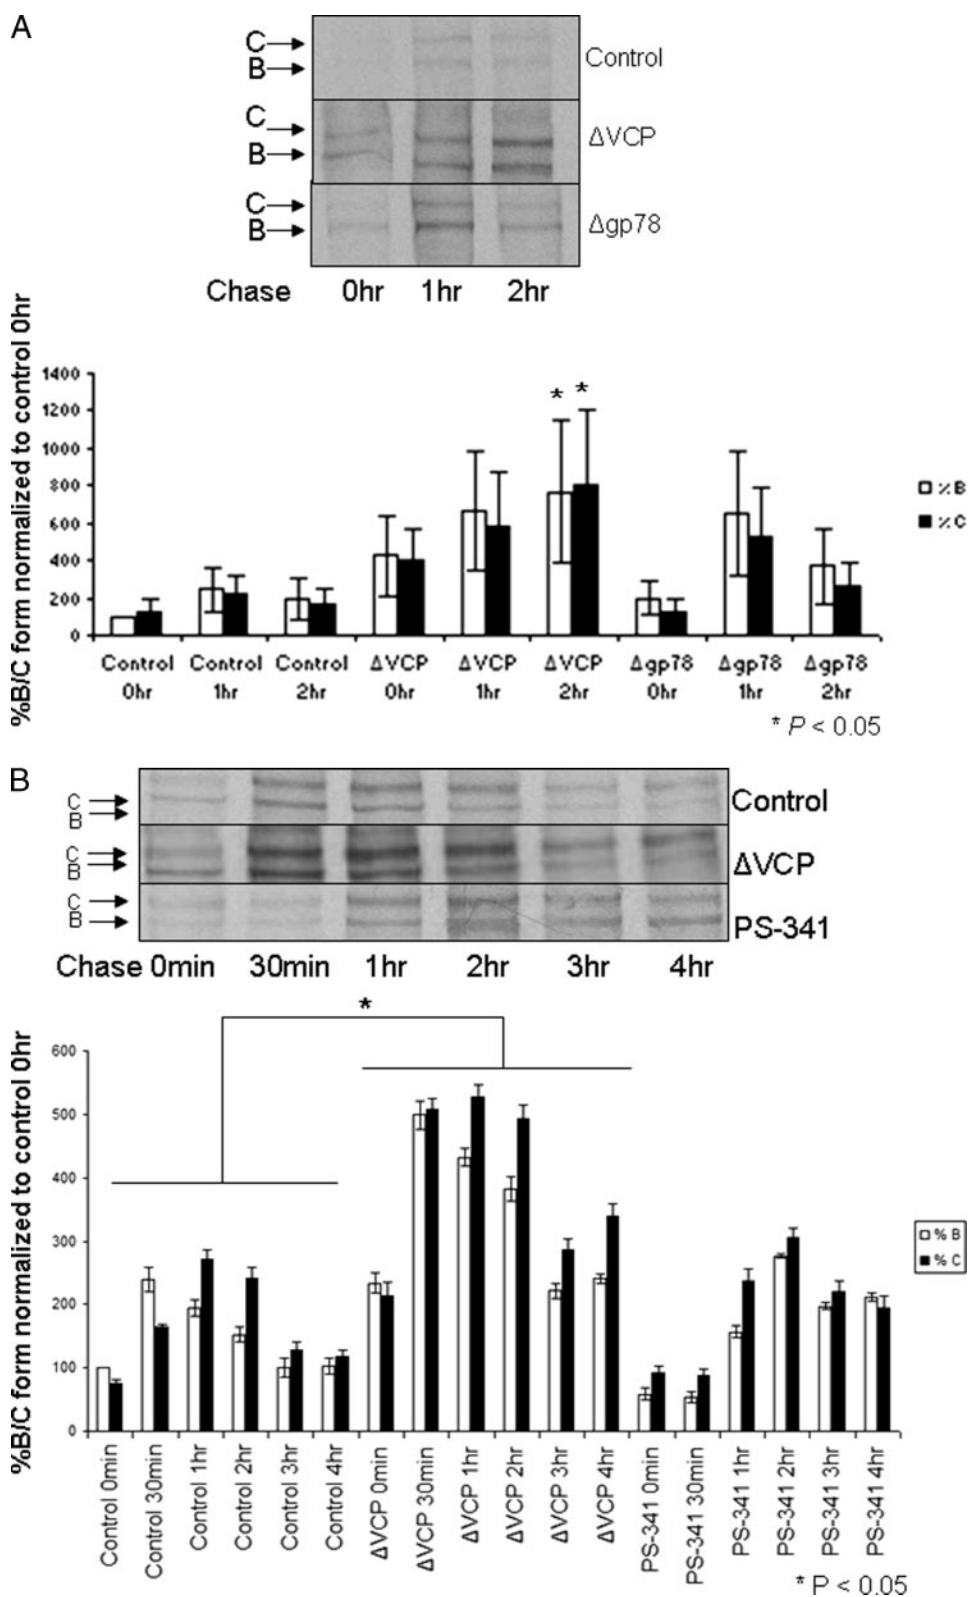 A
C
B
Control
C
B
ΔVCP
C
B
Δgp78
Chase 0hr 1hr 2hr
%B/C form normalized to control 0hr
1400
1200
1000
800
600
400
200
0
* *
% B
% C
Control Control Control ΔVCP ΔVCP ΔVCP Δgp78 Δgp78 Δgp78
0hr 1hr 2hr 0hr 1hr 2hr 0hr 1hr 2hr
* P < 0.05
B
C
B
Control
C
B
ΔVCP
C
B
PS-341
Chase 0min 30min 1hr 2hr 3hr 4hr
*
%B/C form normalized to control 0hr
600
500
400
300
200
100
0
% B
% C
Control 0min
Control 30min
Control 1hr
Control 2hr
Control 3hr
Control 4hr
ΔVCP 0min
ΔVCP 30min
ΔVCP 1hr
ΔVCP 2hr
ΔVCP 3hr
ΔVCP 4hr
PS-341 0min
PS-341 30min
PS-341 1hr
PS-341 2hr
PS-341 3hr
PS-341 4hr
* P < 0.05